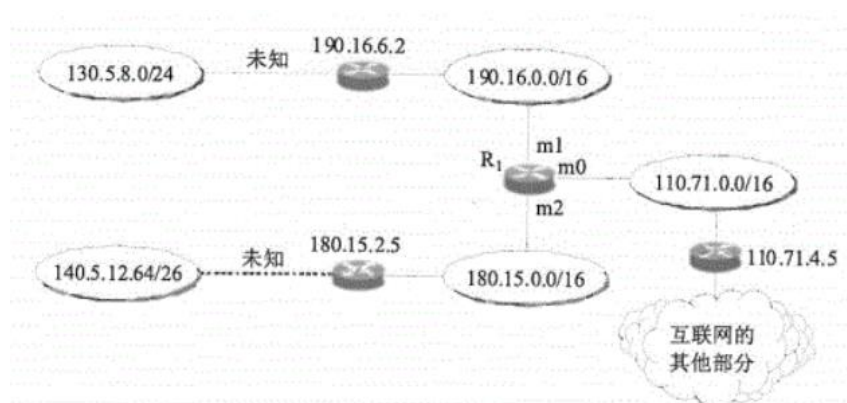 190.16.6.2
130.5.8.0/24
未知
190.16.0.0/16
R1
m1
m0
110.71.0.0/16
m2
180.15.2.5
140.5.12.64/26
未知
180.15.0.0/16
110.71.4.5
互联网的
其他部分